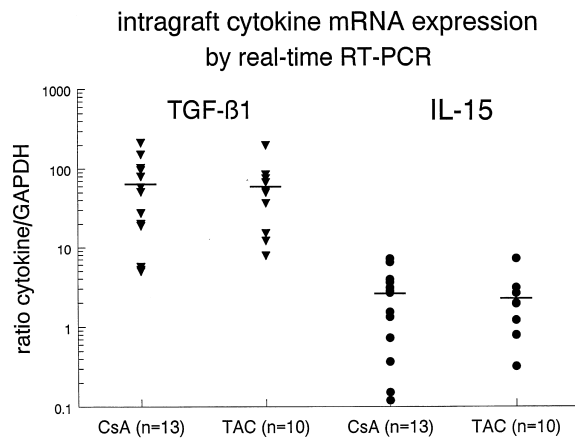 intragraft cytokine mRNA expression
by real-time RT-PCR
TGF-ß1
IL-15
ratio cytokine/GAPDH
1000
100
10
1
0.1
CsA (n=13)
TAC (n=10)
CsA (n=13)
TAC (n=10)